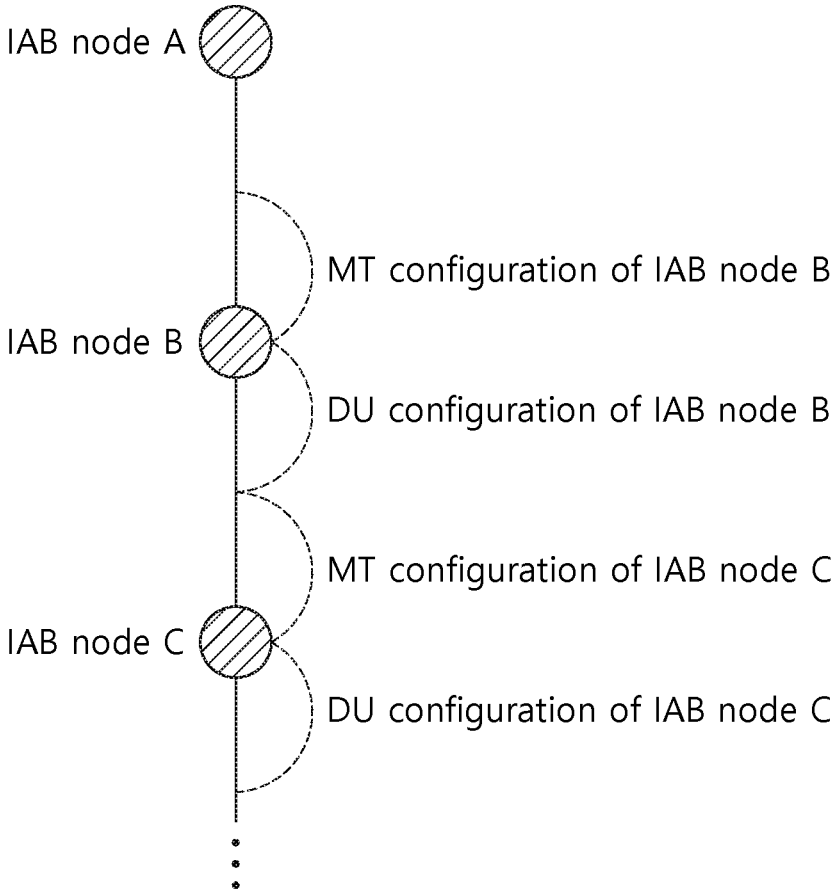 IAB node A
MT configuration of IAB node B
IAB node B
DU configuration of IAB node B
MT configuration of IAB node C
IAB node C
DU configuration of IAB node C